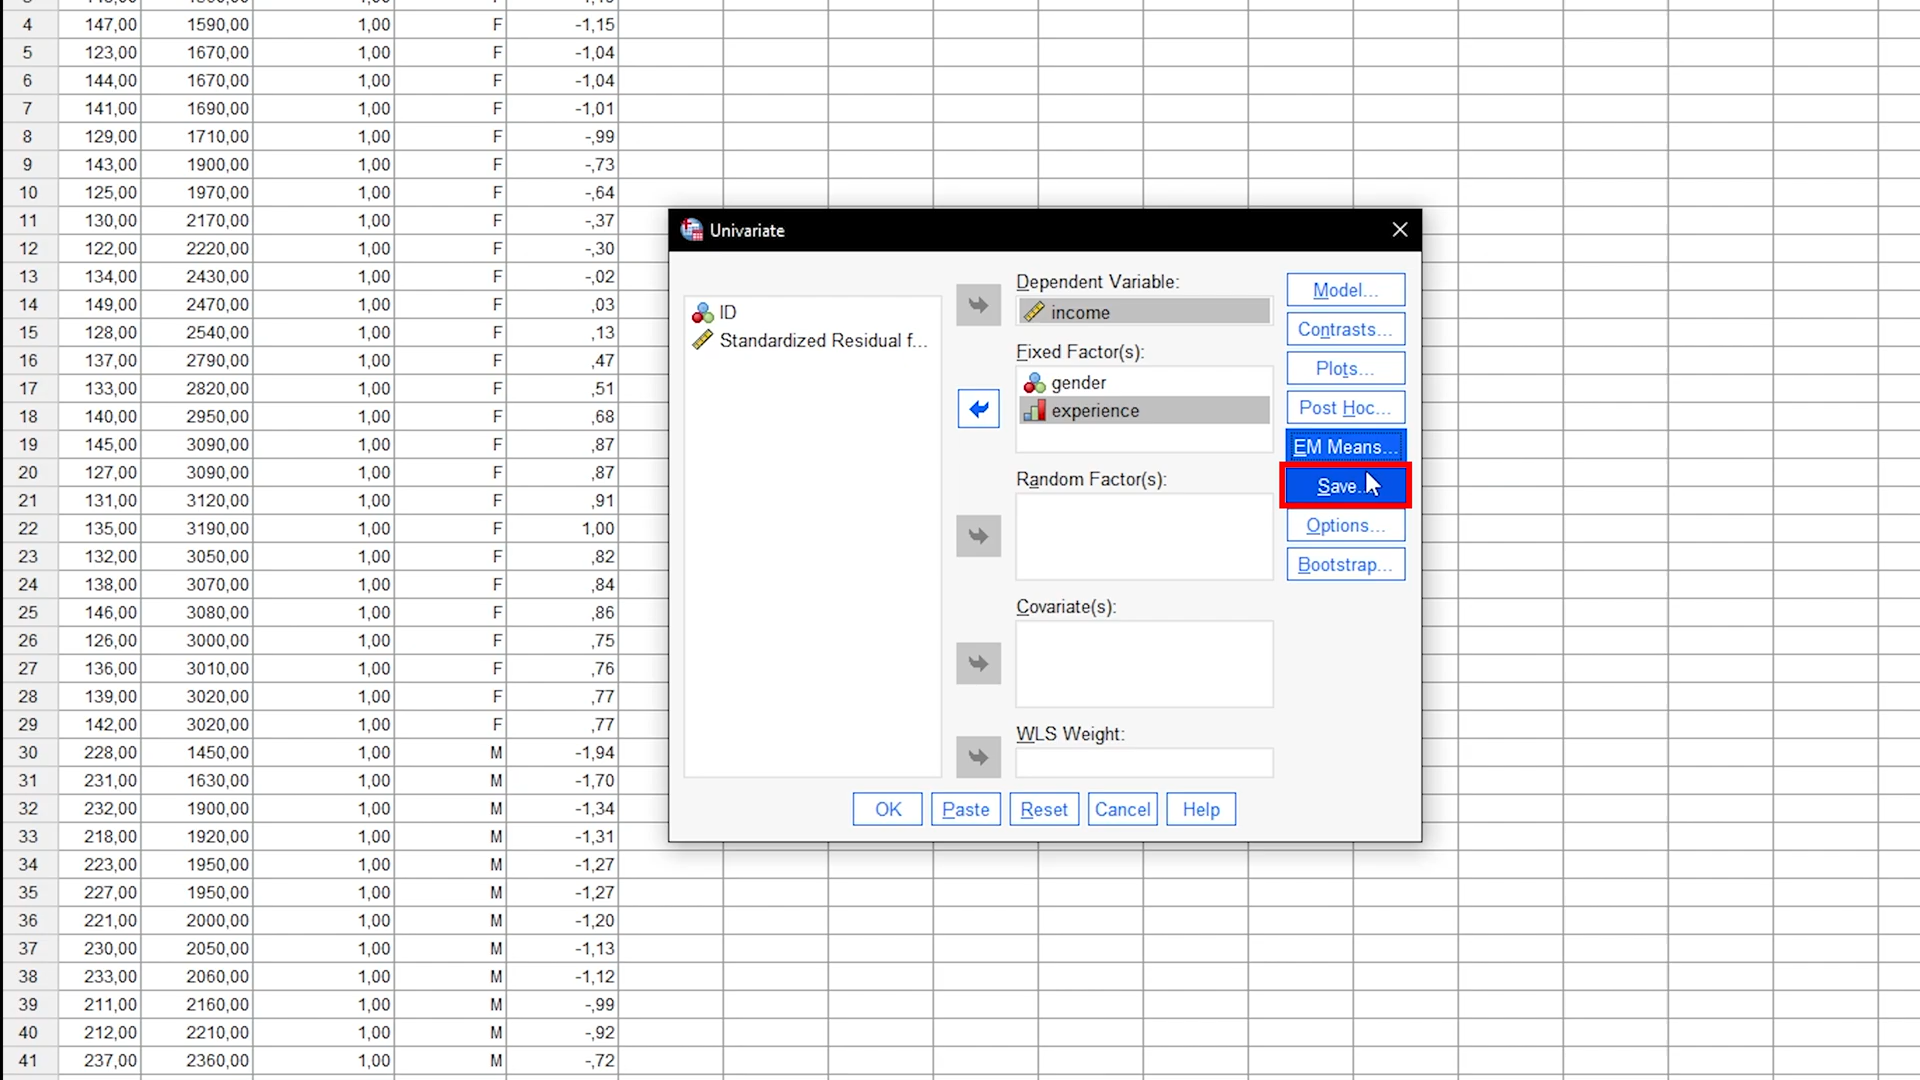 4 147,00 1590,00 1,00 F -1,15
5 123,00 1670,00 1,00 F -1,04
6 144,00 1670,00 1,00 F -1,04
7 141,00 1690,00 1,00 F -1,01
8 129,00 1710,00 1,00 F -,99
9 143,00 1900,00 1,00 F -,73
10 125,00 1970,00 1,00 F -,64
11 130,00 2170,00 1,00 F -,37
12 122,00 2220,00 1,00 F -,30
13 134,00 2430,00 1,00 F -,02
14 149,00 2470,00 1,00 F ,03
15 128,00 2540,00 1,00 F ,13
16 137,00 2790,00 1,00 F ,47
17 133,00 2820,00 1,00 F ,51
18 140,00 2950,00 1,00 F ,68
19 145,00 3090,00 1,00 F ,87
20 127,00 3090,00 1,00 F ,87
21 131,00 3120,00 1,00 F ,91
22 135,00 3190,00 1,00 F 1,00
23 132,00 3050,00 1,00 F ,82
24 138,00 3070,00 1,00 F ,84
25 146,00 3080,00 1,00 F ,86
26 126,00 3000,00 1,00 F ,75
27 136,00 3010,00 1,00 F ,76
28 139,00 3020,00 1,00 F ,77
29 142,00 3020,00 1,00 F ,77
30 228,00 1450,00 1,00 M -1,94
31 231,00 1630,00 1,00 M -1,70
32 232,00 1900,00 1,00 M -1,34
33 218,00 1920,00 1,00 M -1,31
34 223,00 1950,00 1,00 M -1,27
35 227,00 1950,00 1,00 M -1,27
36 221,00 2000,00 1,00 M -1,20
37 230,00 2050,00 1,00 M -1,13
38 233,00 2060,00 1,00 M -1,12
39 211,00 2160,00 1,00 M -,99
40 212,00 2210,00 1,00 M -,92
41 237,00 2360,00 1,00 M -,72
Univariate
ID
Standardized Residual f...
Dependent Variable:
income
Fixed Factor(s):
gender
experience
Random Factor(s):
Covariate(s):
WLS Weight:
Model...
Contrasts...
Plots...
Post Hoc...
EM Means...
Save...
Options...
Bootstrap...
OK Paste Reset Cancel Help